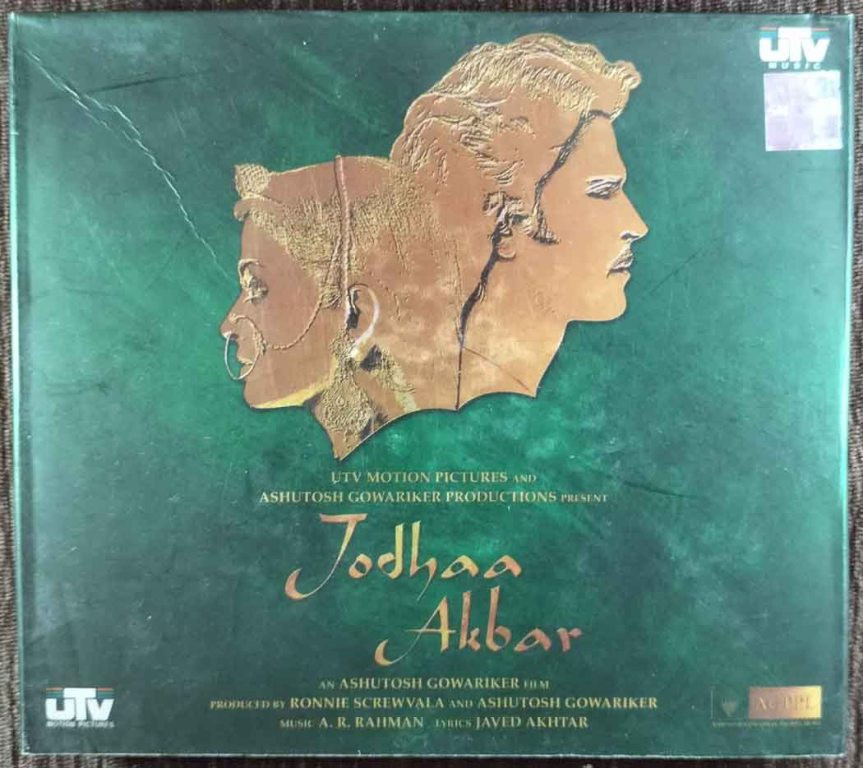 UTV
MUSIC
UTV MOTION PICTURES AND
ASHUTOSH GOWARIKER PRODUCTIONS PRESENT
Jodhaa
Akbar
AN ASHUTOSH GOWARIKER FILM
PRODUCED BY RONNIE SCREWVALA AND ASHUTOSH GOWARIKER
MUSIC A. R. RAHMAN LYRICS JAVED AKHTAR
UTV
MOTION PICTURES
AGPPL